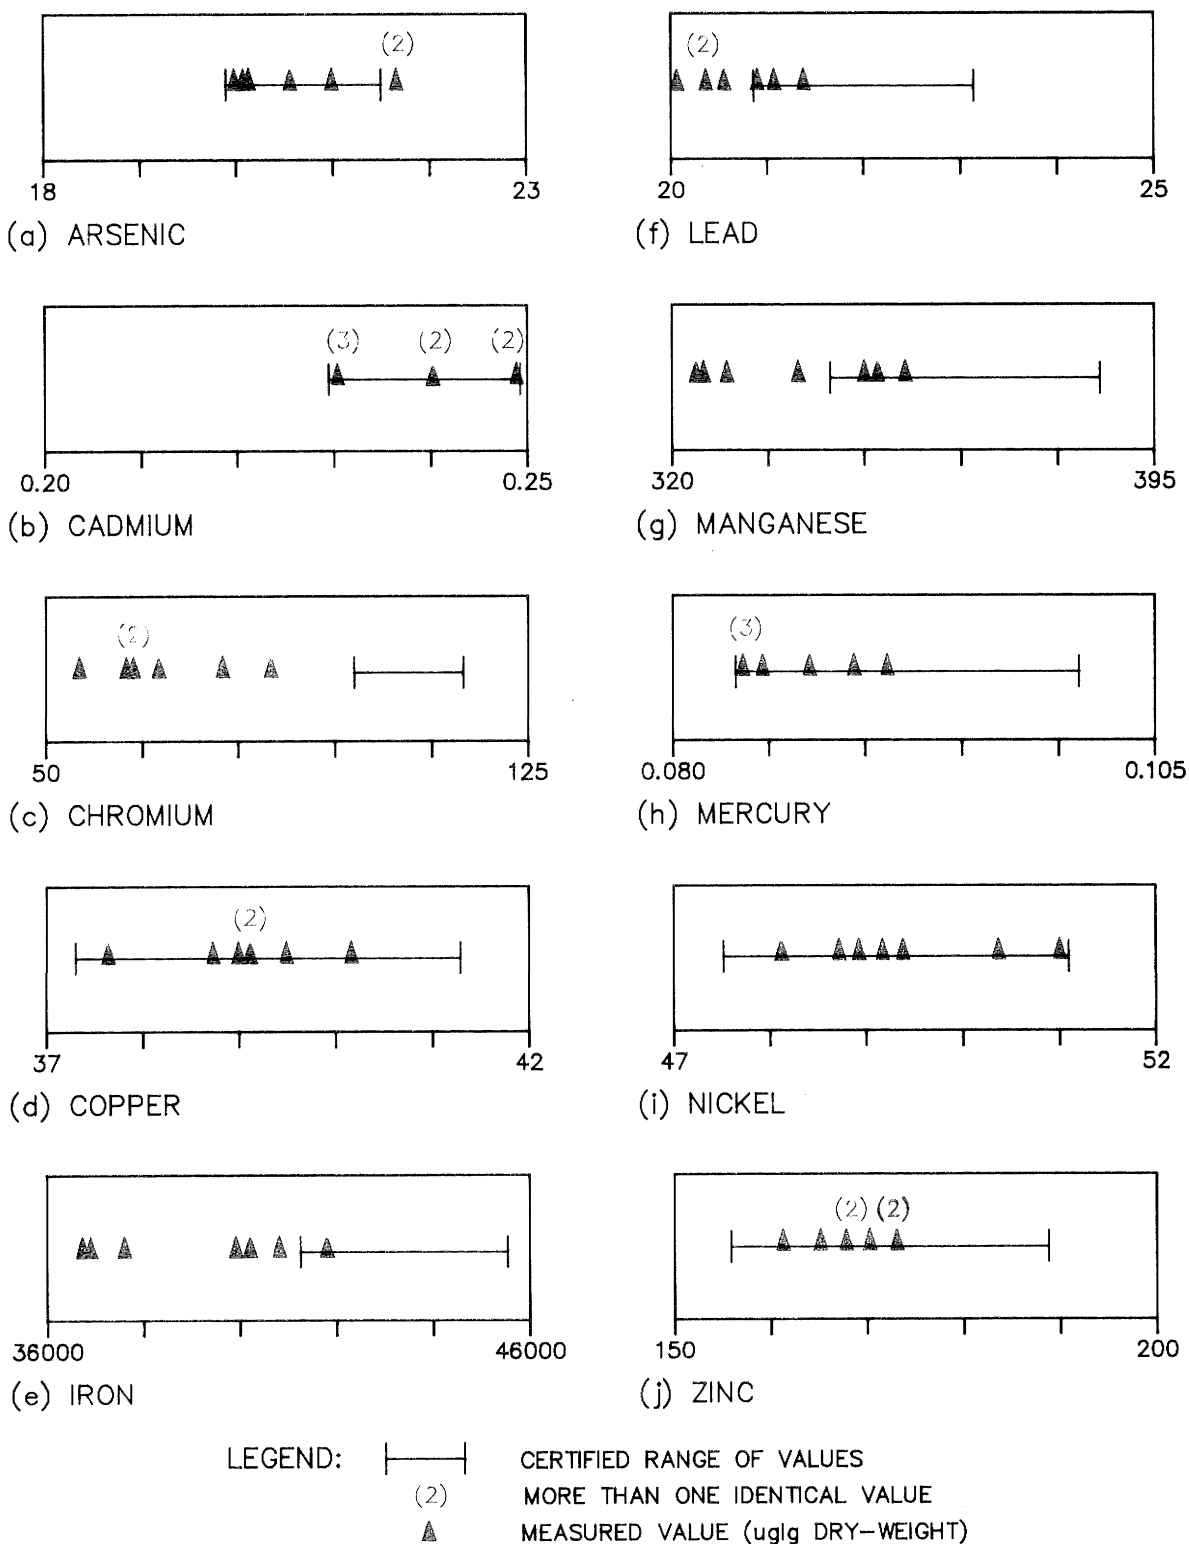 (2)
18 23
(a) ARSENIC
(3) (2) (2)
0.20 0.25
(b) CADMIUM
(2)
50 125
(c) CHROMIUM
(2)
37 42
(d) COPPER
36000 46000
(e) IRON
(2)
20 25
(f) LEAD
320 395
(g) MANGANESE
(3)
0.080 0.105
(h) MERCURY
47 52
(i) NICKEL
(2) (2)
150 200
(j) ZINC
LEGEND: CERTIFIED RANGE OF VALUES
(2) MORE THAN ONE IDENTICAL VALUE
MEASURED VALUE (ug|g DRY-WEIGHT)